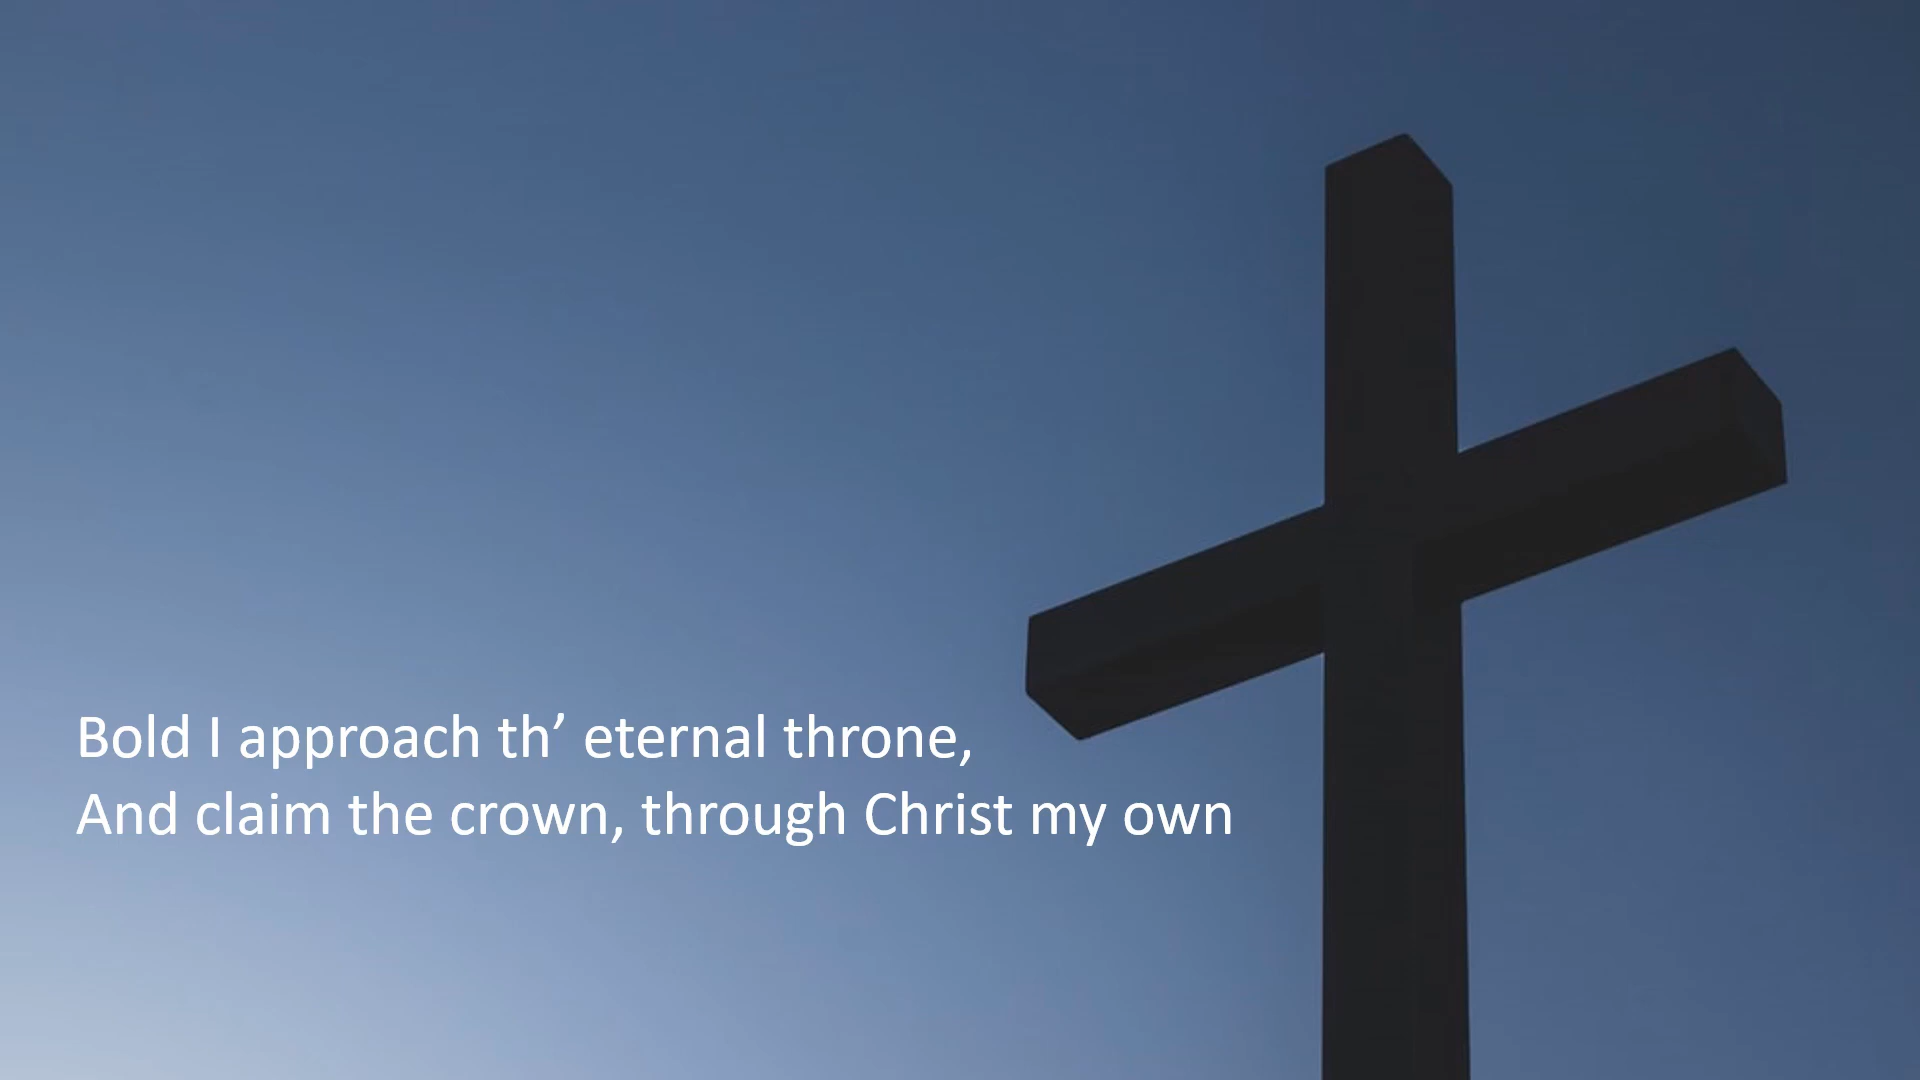 Bold I approach th’ eternal throne,
And claim the crown, through Christ my own